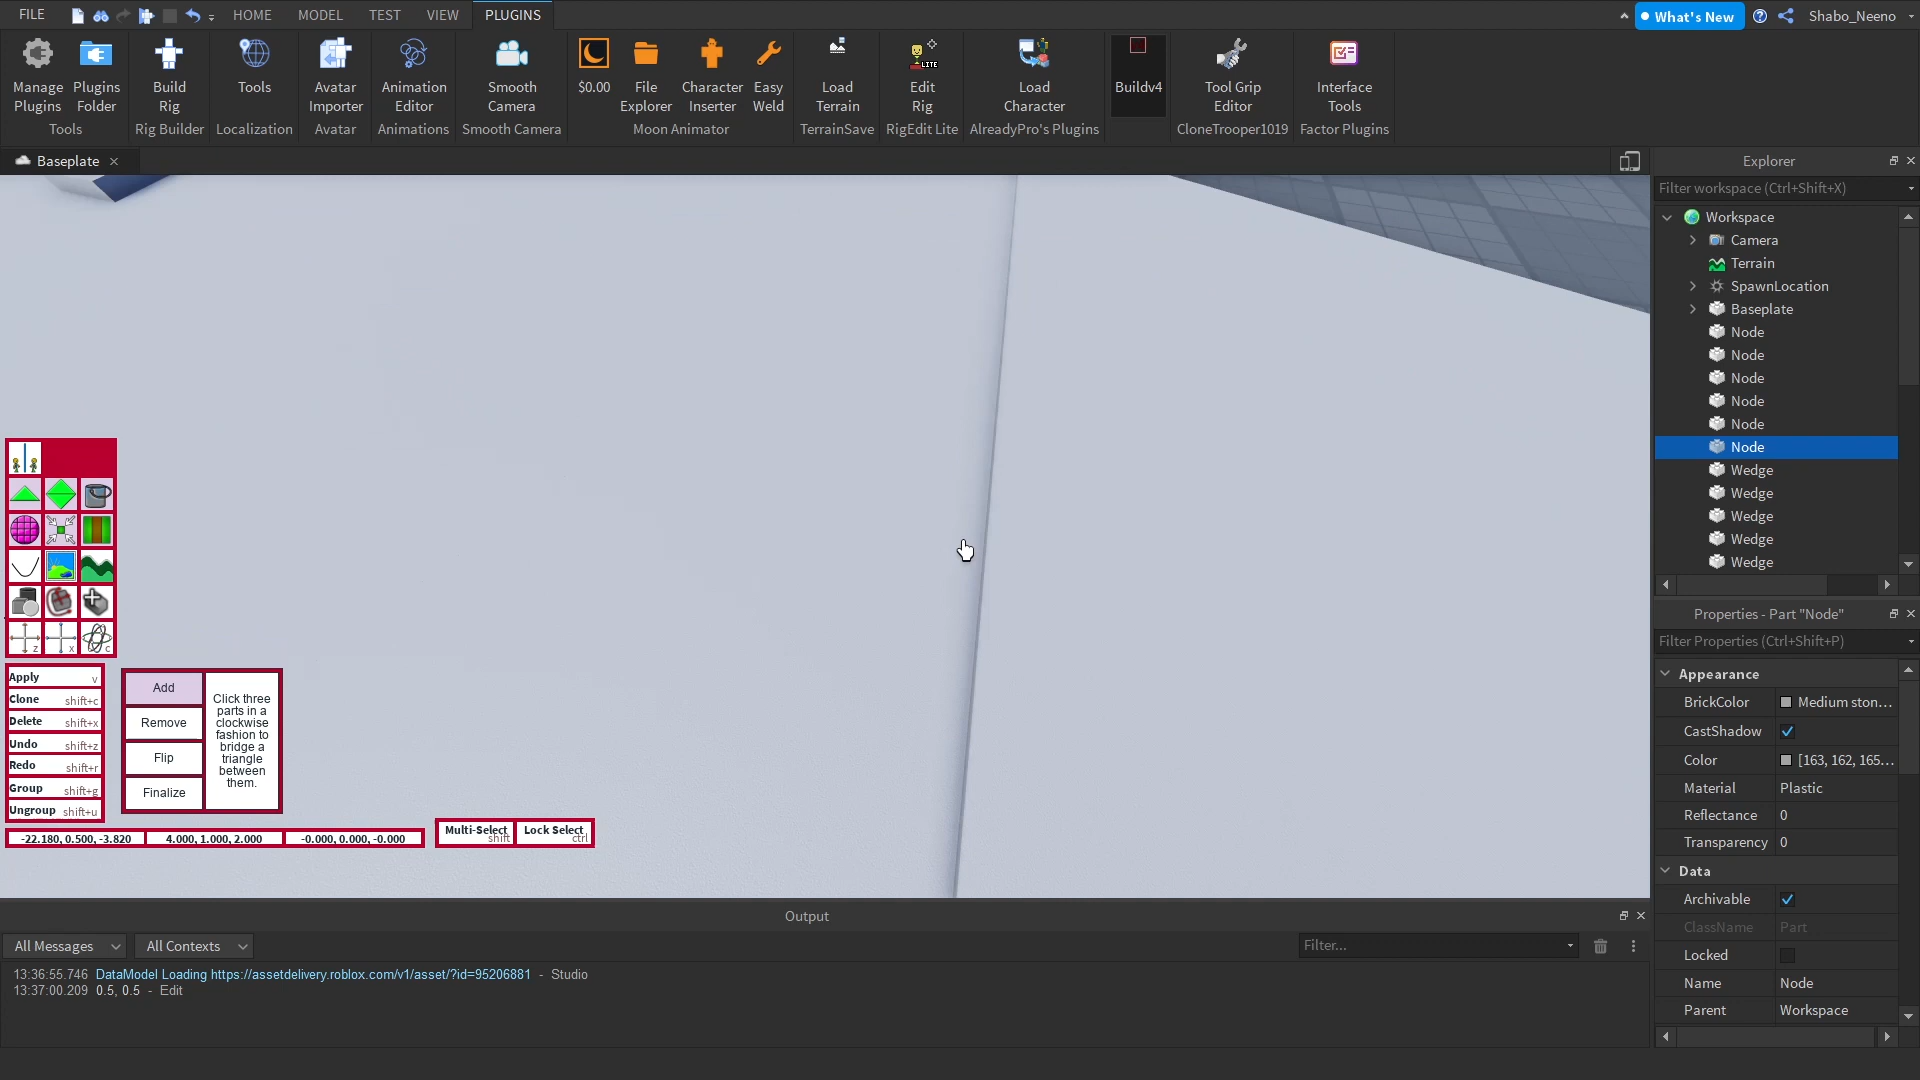 FILE
HOME
MODEL
TEST
VIEW
PLUGINS
What's New
Shabo_Neeno
Manage Plugins
Plugins Folder
Build Rig
Tools
Avatar Importer
Animation Editor
Smooth Camera
$0.00
File Explorer
Character Inserter
Easy Weld
Load Terrain
LITE
Edit Rig
Load Character
Buildv4
Tool Grip Editor
Interface Tools
Tools
Rig Builder
Localization
Avatar
Animations
Smooth Camera
Moon Animator
TerrainSave
RigEdit Lite
AlreadyPro's Plugins
CloneTrooper1019
Factor Plugins
Baseplate
Explorer
Filter workspace (Ctrl+Shift+X)
Workspace
Camera
Terrain
SpawnLocation
Baseplate
Node
Node
Node
Node
Node
Node
Wedge
Wedge
Wedge
Wedge
Wedge
Properties - Part "Node"
Filter Properties (Ctrl+Shift+P)
Appearance
BrickColor Medium ston...
CastShadow
Color [163, 162, 165...
Material Plastic
Reflectance 0
Transparency 0
Data
Archivable
ClassName Part
Locked
Name Node
Parent Workspace
z
x
c
Apply v
Clone shift+c
Delete shift+x
Undo shift+z
Redo shift+r
Group shift+g
Ungroup shift+u
Add
Remove
Flip
Finalize
Click three
parts in a
clockwise
fashion to
bridge a
triangle
between
them.
-22.180, 0.500, -3.820
4.000, 1.000, 2.000
-0.000, 0.000, -0.000
Multi-Select shift
Lock Select ctrl
Output
All Messages
All Contexts
Filter...
13:36:55.746 DataModel Loading https://assetdelivery.roblox.com/v1/asset/?id=95206881 - Studio
13:37:00.209 0.5, 0.5 - Edit